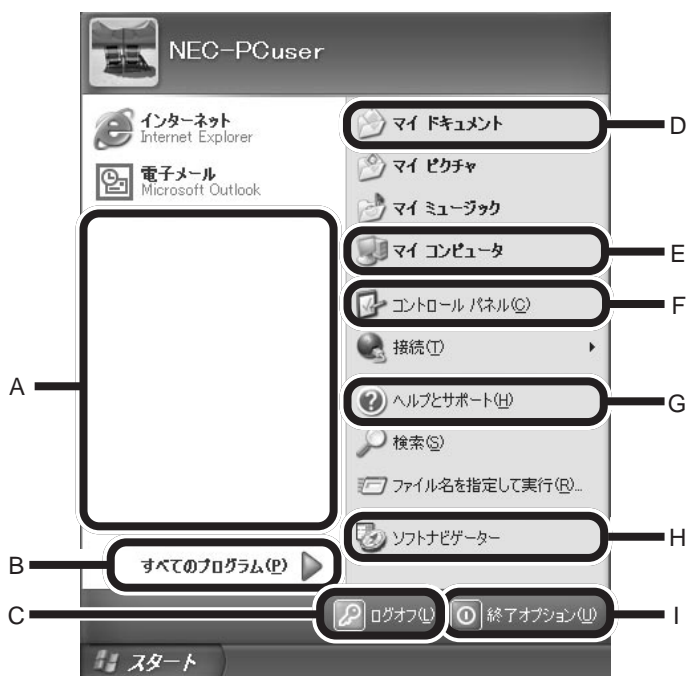 NEC-PCuser
インターネット
Internet Explorer
電子メール
Microsoft Outlook
マイ ドキュメント
マイ ピクチャ
マイ ミュージック
マイ コンピュータ
コントロール パネル(C)
接続(T)
ヘルプとサポート(H)
検索(S)
ファイル名を指定して実行(R)...
ソフトナビゲーター
すべてのプログラム(P)
ログオフ(L)
終了オプション(U)
スタート
A
B
C
D
E
F
G
H
I